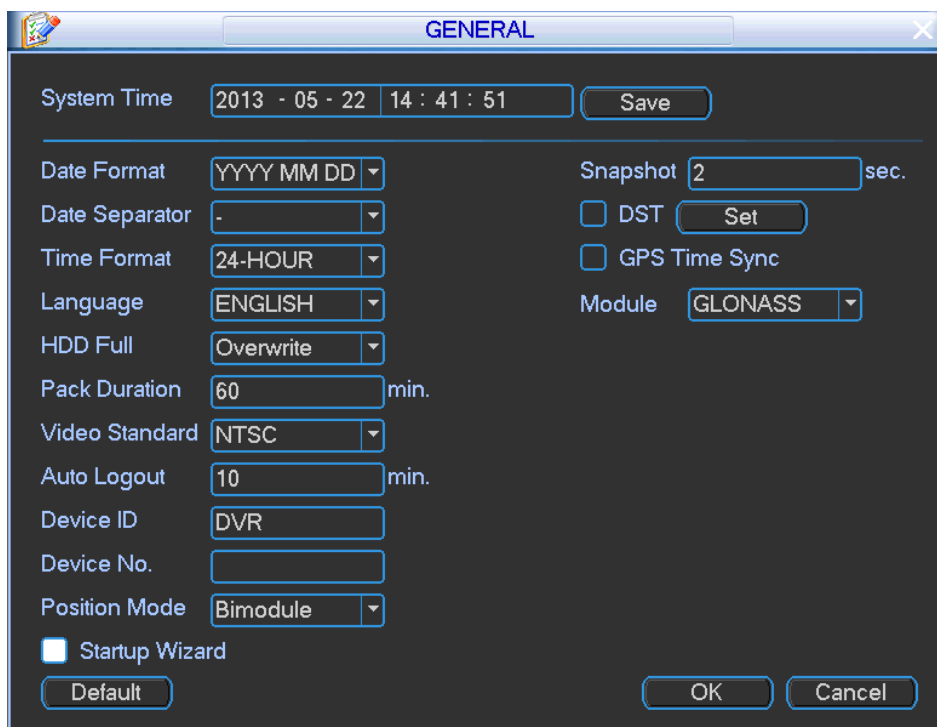 GENERAL
System Time 2013 - 05 - 22 14 : 41 : 51 Save
Date Format YYYY MM DD Snapshot 2 sec.
Date Separator - DST Set
Time Format 24-HOUR GPS Time Sync
Language ENGLISH Module GLONASS
HDD Full Overwrite
Pack Duration 60 min.
Video Standard NTSC
Auto Logout 10 min.
Device ID DVR
Device No.
Position Mode Bimodule
Startup Wizard
Default OK Cancel